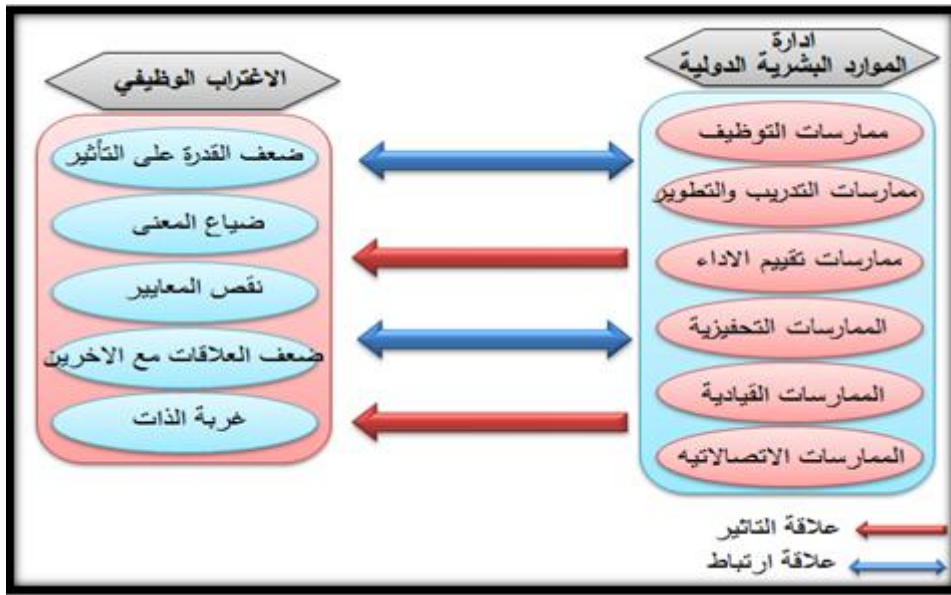 ادارة
الموارد البشرية الدولية
ممارسات التوظيف
ممارسات التدريب والتطوير
ممارسات تقييم الاداء
الممارسات التحفيزية
الممارسات القيادية
الممارسات الاتصالاتيه
الاغتراب الوظيفي
ضعف القدرة على التأثير
ضياع المعنى
نقص المعايير
ضعف العلاقات مع الاخرين
غربة الذات
علاقة التاثير
علاقة ارتباط